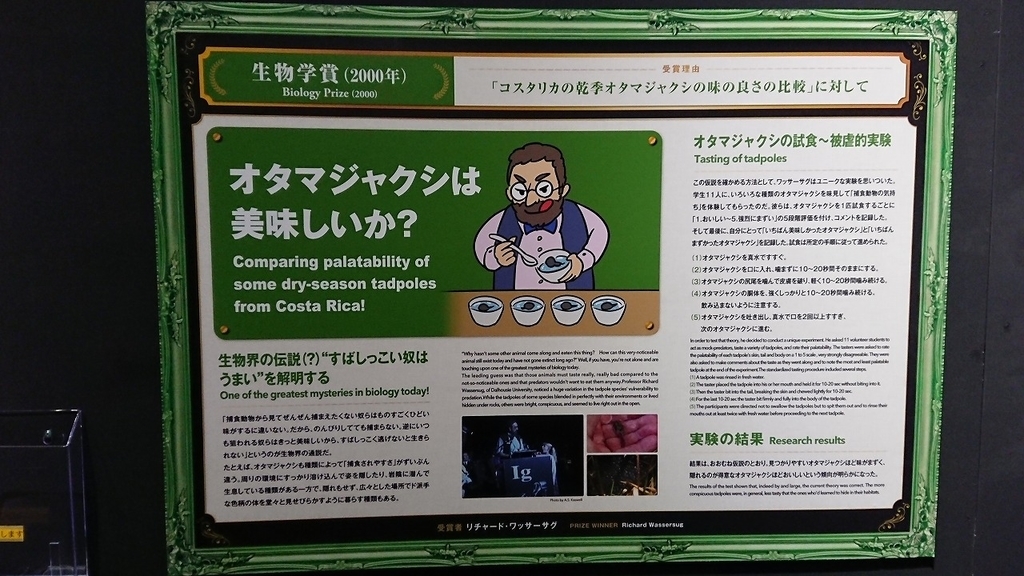 生物学賞(2000年)
Biology Prize (2000)
受賞理由
「コスタリカの乾季オタマジャクシの味の良さの比較」に対して
オタマジャクシは
美味しいか?
Comparing palatability of
some dry-season tadpoles
from Costa Rica!
生物界の伝説(?)“すばしっこい奴は
うまい”を解明する
One of the greatest mysteries in biology today!
「捕食動物から見てぜんぜん捕まえたくない奴らはものすごくひどい
味がするに違いない。だから、のんびりしてても捕まらない。逆にいつ
も狙われる奴らはきっと美味しいから、すばしっこく逃げないと生きら
れない」というのが生物界の通説だ。
たとえば、オタマジャクシも種類によって「捕食されやすさ」がずいぶん
違う。周りの環境にすっかり溶け込んで姿を隠したり、岩陰に潜んで
生息している種類がある一方で、隠れもせず、広々とした場所でド派手
な色柄の体を堂々と見せびらかすように暮らす種類もある。
"Why hasn't some other animal come along and eaten this thing? How can this very-noticeable
animal still exist today and have not gone extinct long ago?" Well, if you have, you're not alone and are
touching upon one of the greatest mysteries of biology today.
The leading guess was that those animals must taste really, really bad compared to the
not-so-noticeable ones and that predators wouldn't want to eat them anyway. Professor Richard
Wassersug, of Dalhousie University, noticed a huge variation in the tadpole species' vulnerability to
predation. While the tadpoles of some species blended in perfectly with their environments or lived
hidden under rocks, others were bright, conspicuous, and seemed to live right out in the open.
Ig
オタマジャクシの試食～被虐的実験
Tasting of tadpoles
この仮説を確かめる方法として、ワッサーサグはユニークな実験を思いついた。
学生11人に、いろいろな種類のオタマジャクシを味見して「捕食動物の気持
ち」を体験してもらったのだ。彼らは、オタマジャクシを1匹試食するごとに
「1.おいしい～5.強烈にまずい」の5段階評価を付け、コメントを記録した。
そして最後に、自分にとって「いちばん美味しかったオタマジャクシ」と「いちばん
まずかったオタマジャクシ」を記録した。試食は所定の手順に従って進められた。
(1)オタマジャクシを真水ですすぐ。
(2)オタマジャクシを口に入れ、噛まずに10～20秒間そのままにする。
(3)オタマジャクシの尻尾を噛んで皮膚を破り、軽く10～20秒間噛み続ける。
(4)オタマジャクシの胴体を、強くしっかりと10～20秒間噛み続ける。
飲み込まないように注意する。
(5)オタマジャクシを吐き出し、真水で口を2回以上すすぎ、
次のオタマジャクシに進む。
In order to test that theory, he decided to conduct a unique experiment. He asked 11 volunteer students to
act as mock-predators, taste a variety of tadpoles, and rate their palatability. The tasters were asked to rate
the palatability of each tadpole's skin, tail and body on a 1 to 5 scale, very strongly disagreeable. They were
also asked to make comments about the taste as they went along and to note the most and least palatable
tadpole at the end of the experiment. The standardized tasting procedure included several steps.
(1) A tadpole was rinsed in fresh water.
(2) The taster placed the tadpole into his or her mouth and held it for 10-20 sec without biting into it.
(3) Then the taster bit into the tail, breaking the skin and chewed lightly for 10-20 sec.
(4) For the last 10-20 sec the taster bit firmly and fully into the body of the tadpole.
(5) The participants were directed not to swallow the tadpoles but to spit them out and to rinse their
mouths out at least twice with fresh water before proceeding to the next tadpole.
実験の結果 Research results
結果は、おおむね仮説のとおり、見つかりやすいオタマジャクシほど味がまずく、
隠れるのが得意なオタマジャクシほどおいしいという傾向が明らかになった。
The results of the test shown that, indeed by and large, the current theory was correct. The more
conspicuous tadpoles were, in general, less tasty that the ones who'd learned to hide in their habitats.
受賞者 リチャード・ワッサーサグ PRIZE WINNER Richard Wassersug
します